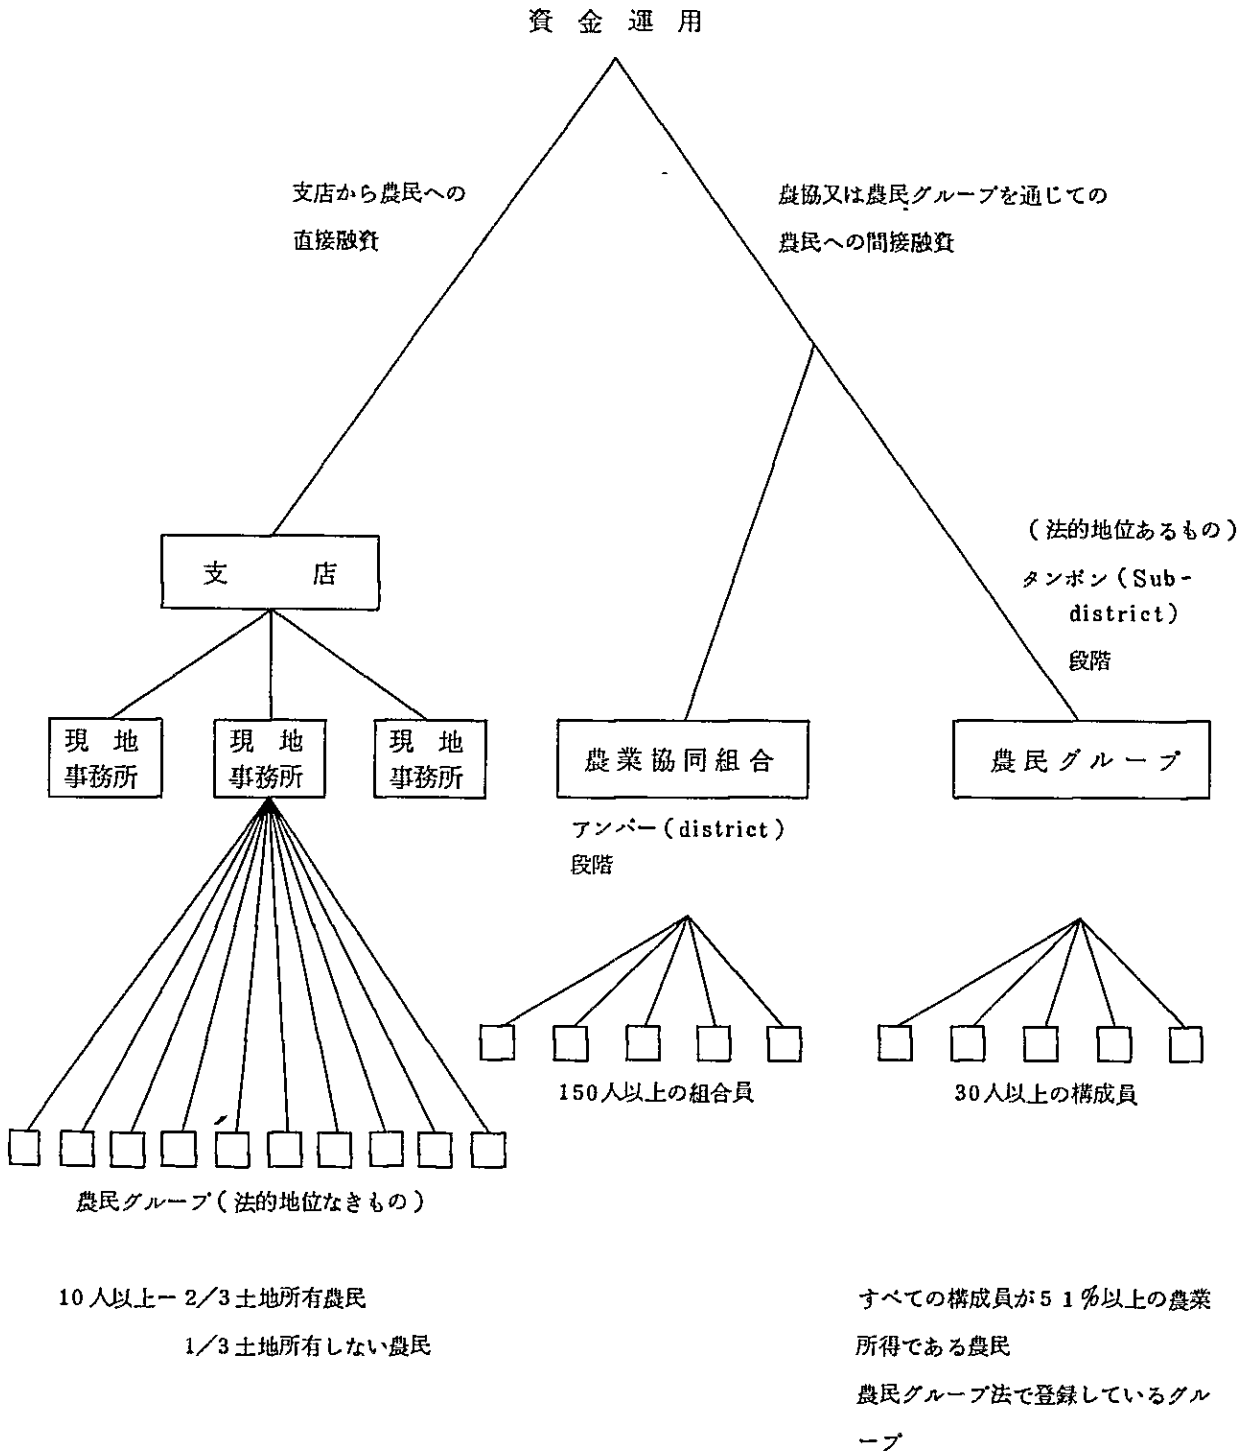 資金運用
支店から農民への
直接融資
農協又は農民グループを通じての
農民への間接融資
(法的地位あるもの)
タンボン(Sub-
district)
段階
支店
現地
事務所
現地
事務所
現地
事務所
農業協同組合
農民グループ
アンパー(district)
段階
150人以上の組合員
30人以上の構成員
農民グループ(法的地位なきもの)
10人以上ー2/3土地所有農民
1/3土地所有しない農民
すべての構成員が51%以上の農業
所得である農民
農民グループ法で登録しているグル
ープ